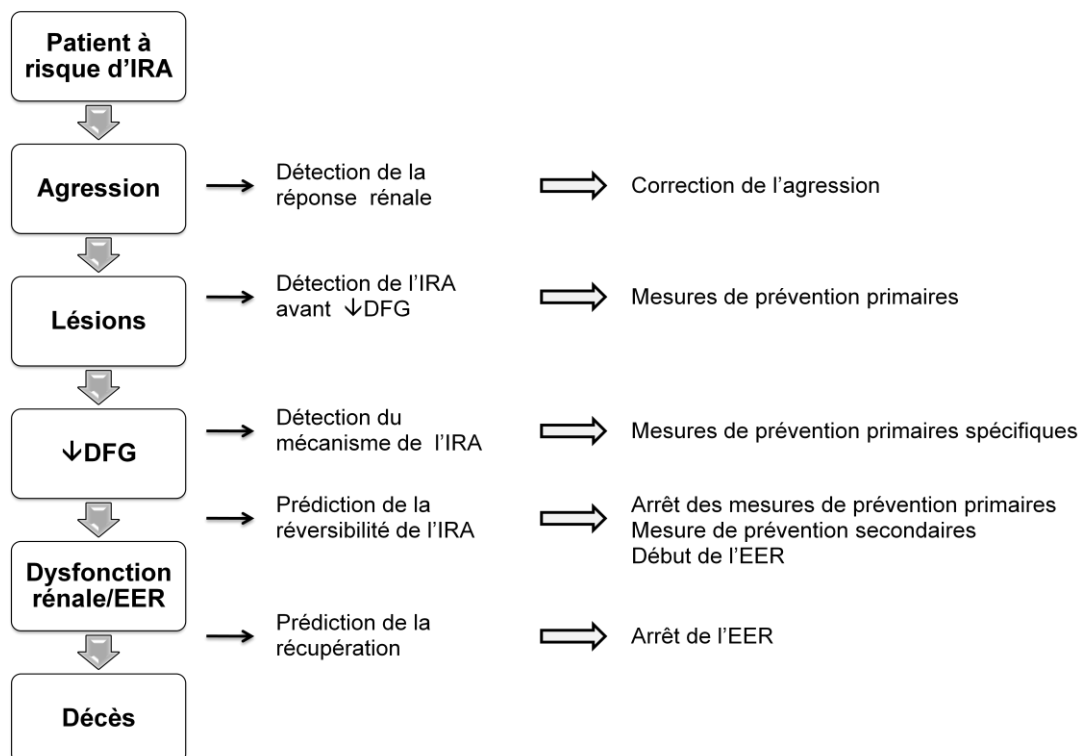 Patient à
risque d'IRA
Agression
Détection de la
réponse rénale
Correction de l'agression
Lésions
Détection de l'IRA
avant ↓DFG
Mesures de prévention primaires
↓DFG
Détection du
mécanisme de l'IRA
Mesures de prévention primaires spécifiques
Prédiction de la
réversibilité de l'IRA
Arrêt des mesures de prévention primaires
Mesure de prévention secondaires
Début de l'EER
Dysfonction
rénale/EER
Prédiction de la
récupération
Arrêt de l'EER
Décès